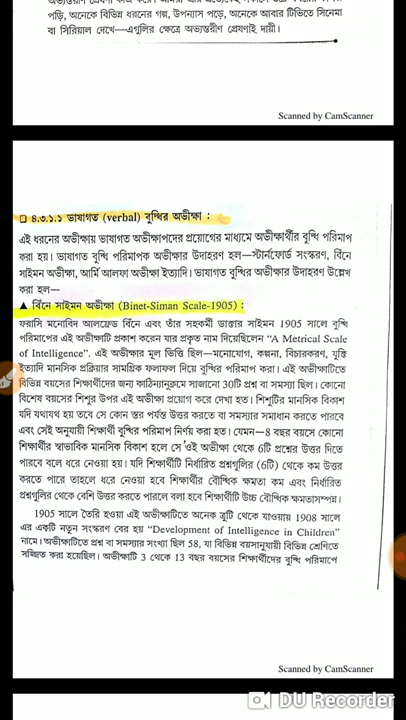 পড়ি, অনেকে বিভিন্ন ধরনের গল্প, উপন্যাস পড়ে, অনেকে আবার টিভিতে সিনেমা
বা সিরিয়াল দেখে—এগুলির ক্ষেত্রে অভ্যন্তরীণ প্রেষণাই দায়ী।
Scanned by CamScanner
❑ ৪.৩.১.১ ভাষাগত (verbal) বুদ্ধির অভীক্ষা :
এই ধরনের অভীক্ষায় ভাষাগত অভীক্ষাপদের প্রয়োগের মাধ্যমে অভীক্ষার্থীর বুদ্ধি পরিমাপ
করা হয়। ভাষাগত বুদ্ধি পরিমাপক অভীক্ষার উদাহরণ হল—স্টার্নফোর্ড সংস্করণ, বিঁনে
সাইমন অভীক্ষা, আর্মি আলফা অভীক্ষা ইত্যাদি। ভাষাগত বুদ্ধির অভীক্ষার উদাহরণ উল্লেখ
করা হল—
▲ বিঁনে সাইমন অভীক্ষা (Binet-Siman Scale-1905) :
ফরাসি মনোবিদ আলফ্রেড বিঁনে এবং তাঁর সহকর্মী ডাক্তার সাইমন 1905 সালে বুদ্ধি
পরিমাপের এই অভীক্ষাটি প্রকাশ করেন যার প্রকৃত নাম দিয়েছিলেন “A Metrical Scale
of Intelligence”. এই অভীক্ষার মূল ভিত্তি ছিল—মনোযোগ, কল্পনা, বিচারকরণ, যুক্তি
ইত্যাদি মানসিক প্রক্রিয়ার সামগ্রিক ফলাফল দিয়ে বুদ্ধির পরিমাপ করা। এই অভীক্ষাটিতে
বিভিন্ন বয়সের শিক্ষার্থীদের জন্য কাঠিন্যানুক্রমে সাজানো 30টি প্রশ্ন বা সমস্যা ছিল। কোনো
বিশেষ বয়সের শিশুর উপর এই অভীক্ষা প্রয়োগ করে দেখা হত। শিশুটির মানসিক বিকাশ
যদি যথাযথ হয় তবে সে কোন স্তর পর্যন্ত উত্তর করতে বা সমস্যার সমাধান করতে পারবে
এবং সেই অনুযায়ী শিক্ষার্থী বুদ্ধির পরিমাপ নির্ণয় করা হত। যেমন—৪ বছর বয়সে কোনো
শিক্ষার্থীর স্বাভাবিক মানসিক বিকাশ হলে সে ওই অভীক্ষা থেকে 6টি প্রশ্নের উত্তর দিতে
পারবে বলে ধরে নেওয়া হয়। যদি শিক্ষার্থীটি নির্ধারিত প্রশ্নগুলির (6টি) থেকে কম উত্তর
করতে পারে তাহলে ধরে নেওয়া হবে শিক্ষার্থীর বৌদ্ধিক ক্ষমতা কম এবং নির্ধারিত
প্রশ্নগুলির থেকে বেশি উত্তর করতে পারলে বলা হবে শিক্ষার্থীটি উচ্চ বৌদ্ধিক ক্ষমতাসম্পন্ন।
1905 সালে তৈরি হওয়া এই অভীক্ষাটিতে অনেক ত্রুটি থেকে যাওয়ায় 1908 সালে
এর একটি নতুন সংস্করণ বের হয় “Development of Intelligence in Children”
নামে। অভীক্ষাটিতে প্রশ্ন বা সমস্যার সংখ্যা ছিল 58, যা বিভিন্ন বয়সানুযায়ী বিভিন্ন শ্রেণিতে
সজ্জিত করা হয়েছিল। অভীক্ষাটি 3 থেকে 13 বছর বয়সের শিক্ষার্থীদের বুদ্ধি পরিমাপে
Scanned by CamScanner
DU Recorder